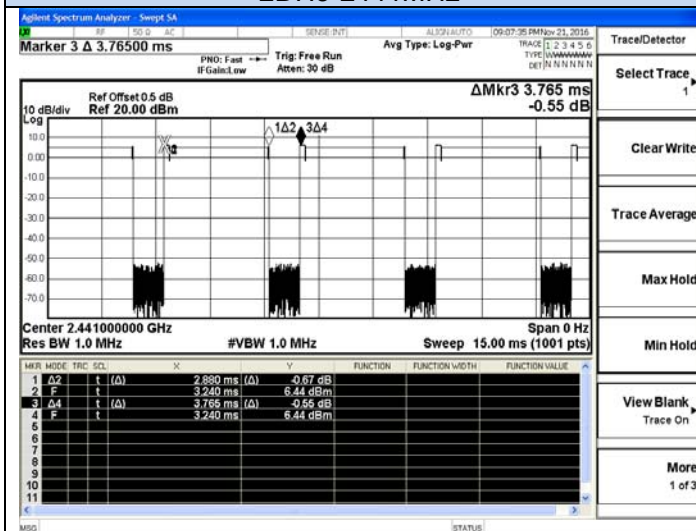 Agilent Spectrum Analyzer - Swept SA
RF 50 Ω AC SENSE:INT ALIGN AUTO 09:07:35 PM Nov 21, 2016
Marker 3 Δ 3.76500 ms
PNO: Fast
IFGain:Low
Trig: Free Run
Atten: 30 dB
Avg Type: Log-Pwr
TRACE 1 2 3 4 5 6
TYPE WWWWWW
DET N N N N N N
Ref Offset 0.5 dB
10 dB/div Ref 20.00 dBm
ΔMkr3 3.765 ms
-0.55 dB
Log
1Δ2 3Δ4
10.0
0.00
-10.0
-20.0
-30.0
-40.0
-50.0
-60.0
-70.0
Center 2.441000000 GHz Span 0 Hz
Res BW 1.0 MHz #VBW 1.0 MHz Sweep 15.00 ms (1001 pts)
MKR MODE TRC SCL X Y FUNCTION FUNCTION WIDTH FUNCTION VALUE
1 Δ2 t (Δ) 2.880 ms (Δ) -0.67 dB
2 F t 3.240 ms 6.44 dBm
3 Δ4 t (Δ) 3.765 ms (Δ) -0.55 dB
4 F t 3.240 ms 6.44 dBm
5
6
7
8
9
10
11
MSG STATUS
Trace/Detector
Select Trace
1
Clear Write
Trace Average
Max Hold
Min Hold
View Blank
Trace On
More
1 of 3